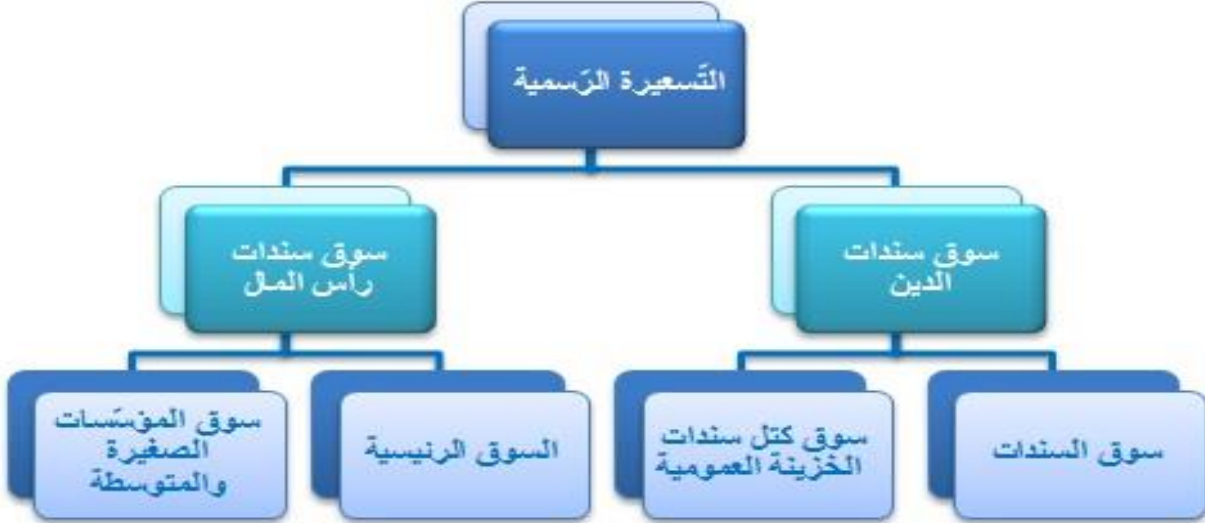 التّسعيرة الرّسمية
سوق سندات
الدين
سوق سندات
رأس المال
سوق السندات
سوق كتل سندات
الخزينة العمومية
السوق الرئيسية
سوق المؤسّسات
الصغيرة
والمتوسطة